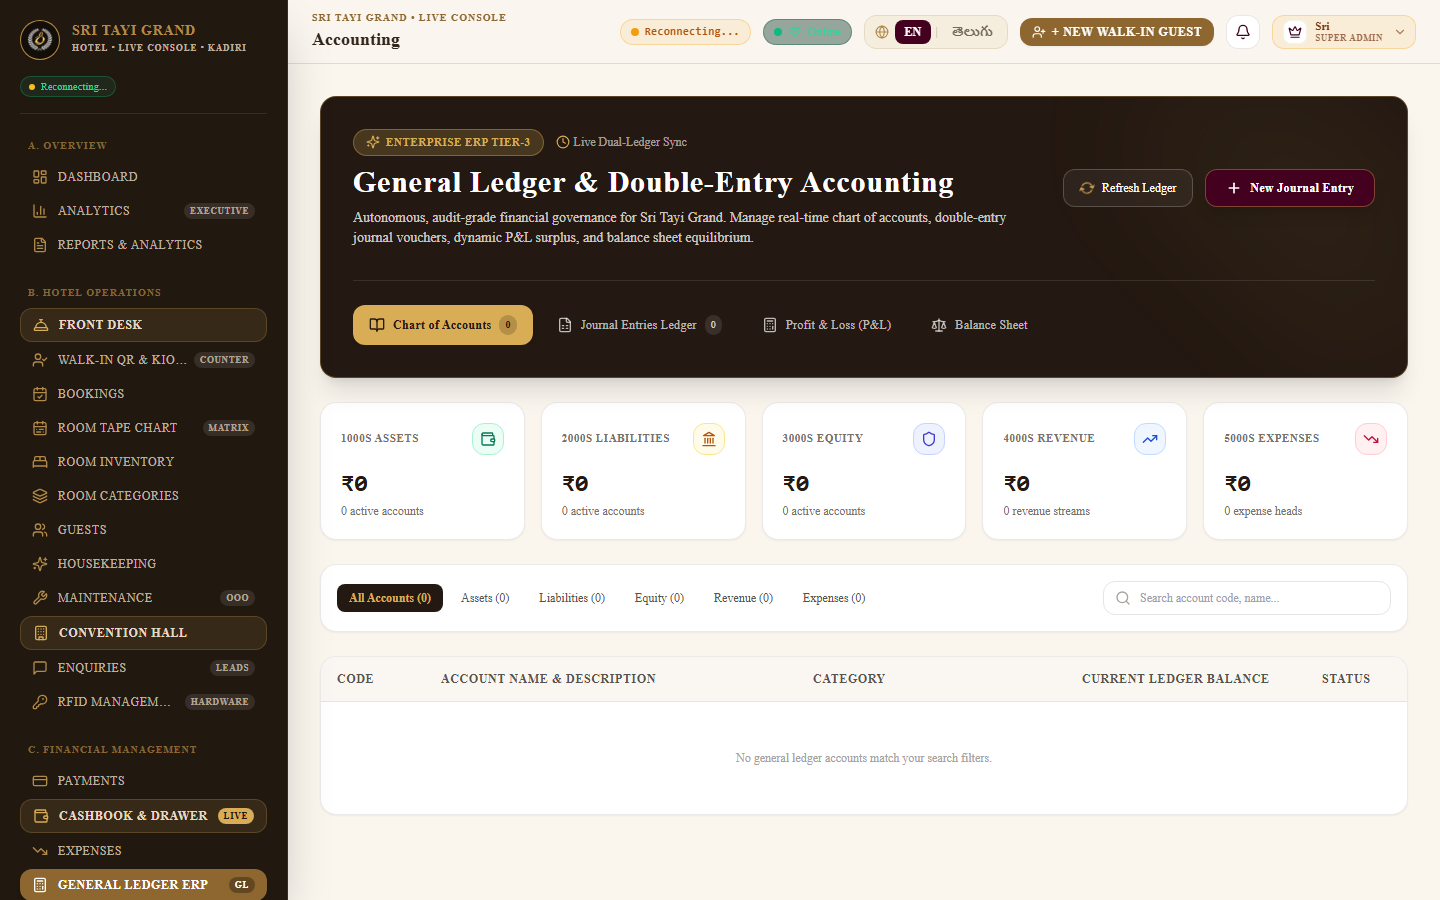 SRI TAYI GRAND
HOTEL • LIVE CONSOLE • KADIRI
Reconnecting...
A. OVERVIEW
DASHBOARD
ANALYTICS EXECUTIVE
REPORTS & ANALYTICS
B. HOTEL OPERATIONS
FRONT DESK
WALK-IN QR & KIO... COUNTER
BOOKINGS
ROOM TAPE CHART MATRIX
ROOM INVENTORY
ROOM CATEGORIES
GUESTS
HOUSEKEEPING
MAINTENANCE OOO
CONVENTION HALL
ENQUIRIES LEADS
RFID MANAGEM... HARDWARE
C. FINANCIAL MANAGEMENT
PAYMENTS
CASHBOOK & DRAWER LIVE
EXPENSES
GENERAL LEDGER ERP GL
SRI TAYI GRAND • LIVE CONSOLE
Accounting
Reconnecting...
EN తెలుగు
+ NEW WALK-IN GUEST
Sri
SUPER ADMIN
ENTERPRISE ERP TIER-3 Live Dual-Ledger Sync
General Ledger & Double-Entry Accounting
Autonomous, audit-grade financial governance for Sri Tayi Grand. Manage real-time chart of accounts, double-entry
journal vouchers, dynamic P&L surplus, and balance sheet equilibrium.
Refresh Ledger
New Journal Entry
Chart of Accounts 0 Journal Entries Ledger 0 Profit & Loss (P&L) Balance Sheet
1000S ASSETS
₹0
0 active accounts
2000S LIABILITIES
₹0
0 active accounts
3000S EQUITY
₹0
0 active accounts
4000S REVENUE
₹0
0 revenue streams
5000S EXPENSES
₹0
0 expense heads
All Accounts (0) Assets (0) Liabilities (0) Equity (0) Revenue (0) Expenses (0)
Search account code, name...
CODE ACCOUNT NAME & DESCRIPTION CATEGORY CURRENT LEDGER BALANCE STATUS
No general ledger accounts match your search filters.